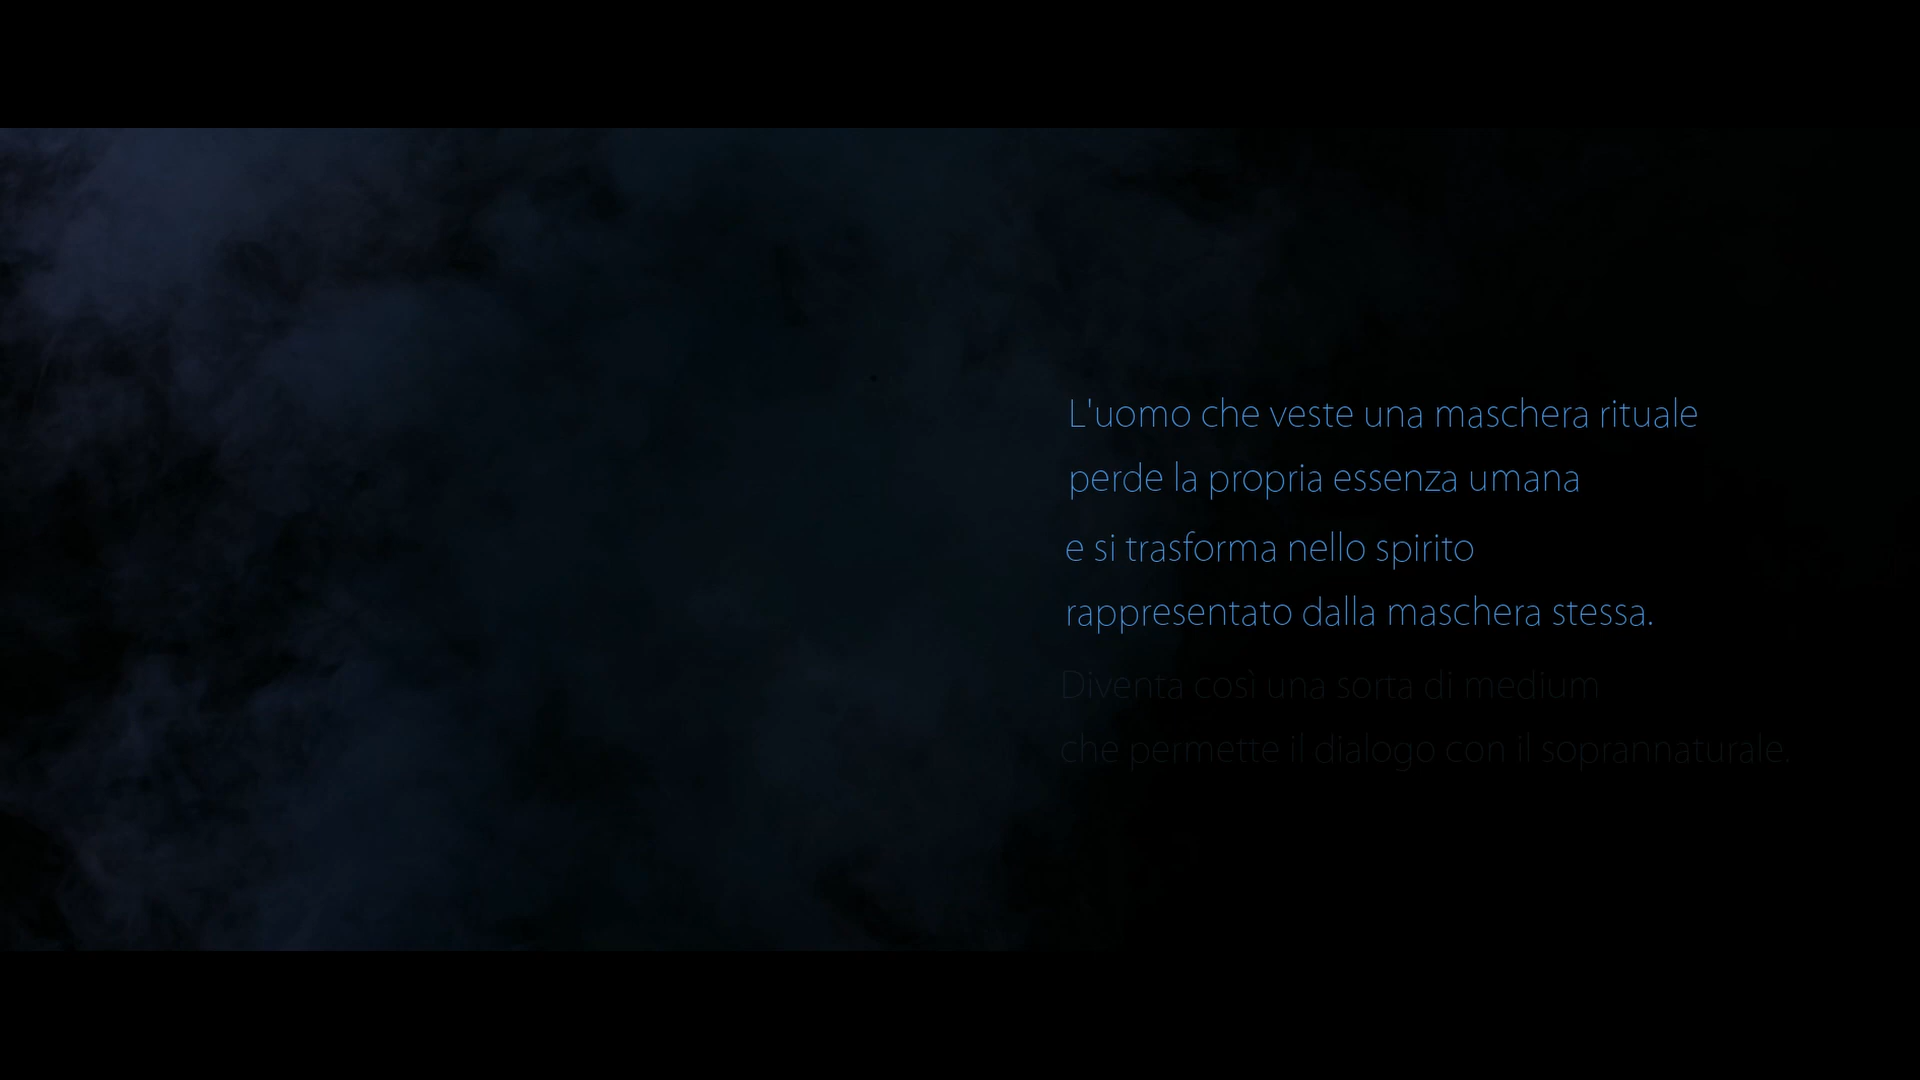 L'uomo che veste una maschera rituale
perde la propria essenza umana
e si trasforma nello spirito
rappresentato dalla maschera stessa.
Diventa così una sorta di medium
che permette il dialogo con il soprannaturale.